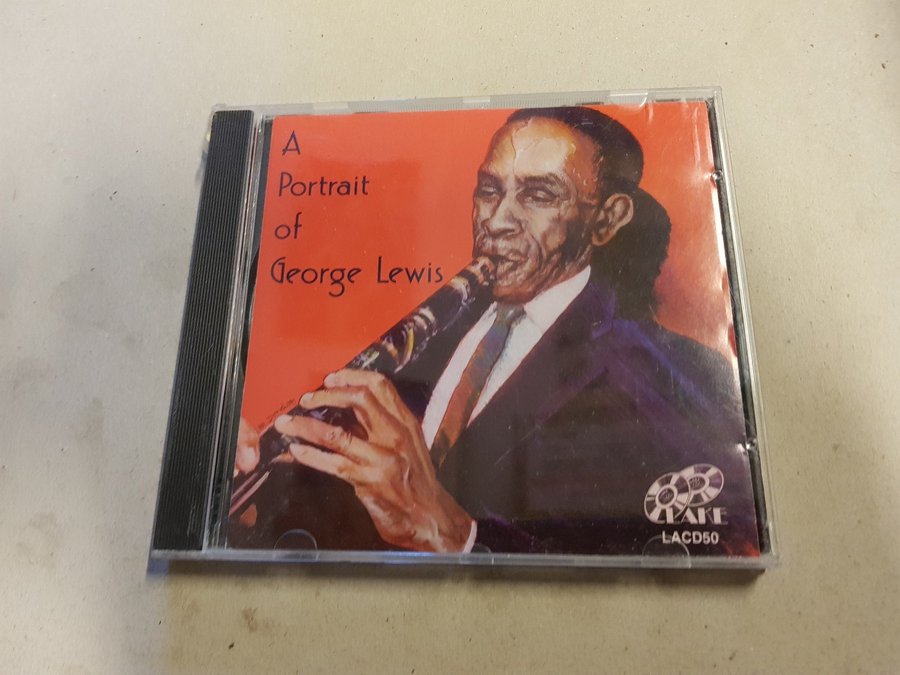 A
Portrait
of
George Lewis
LAKE
LACD50